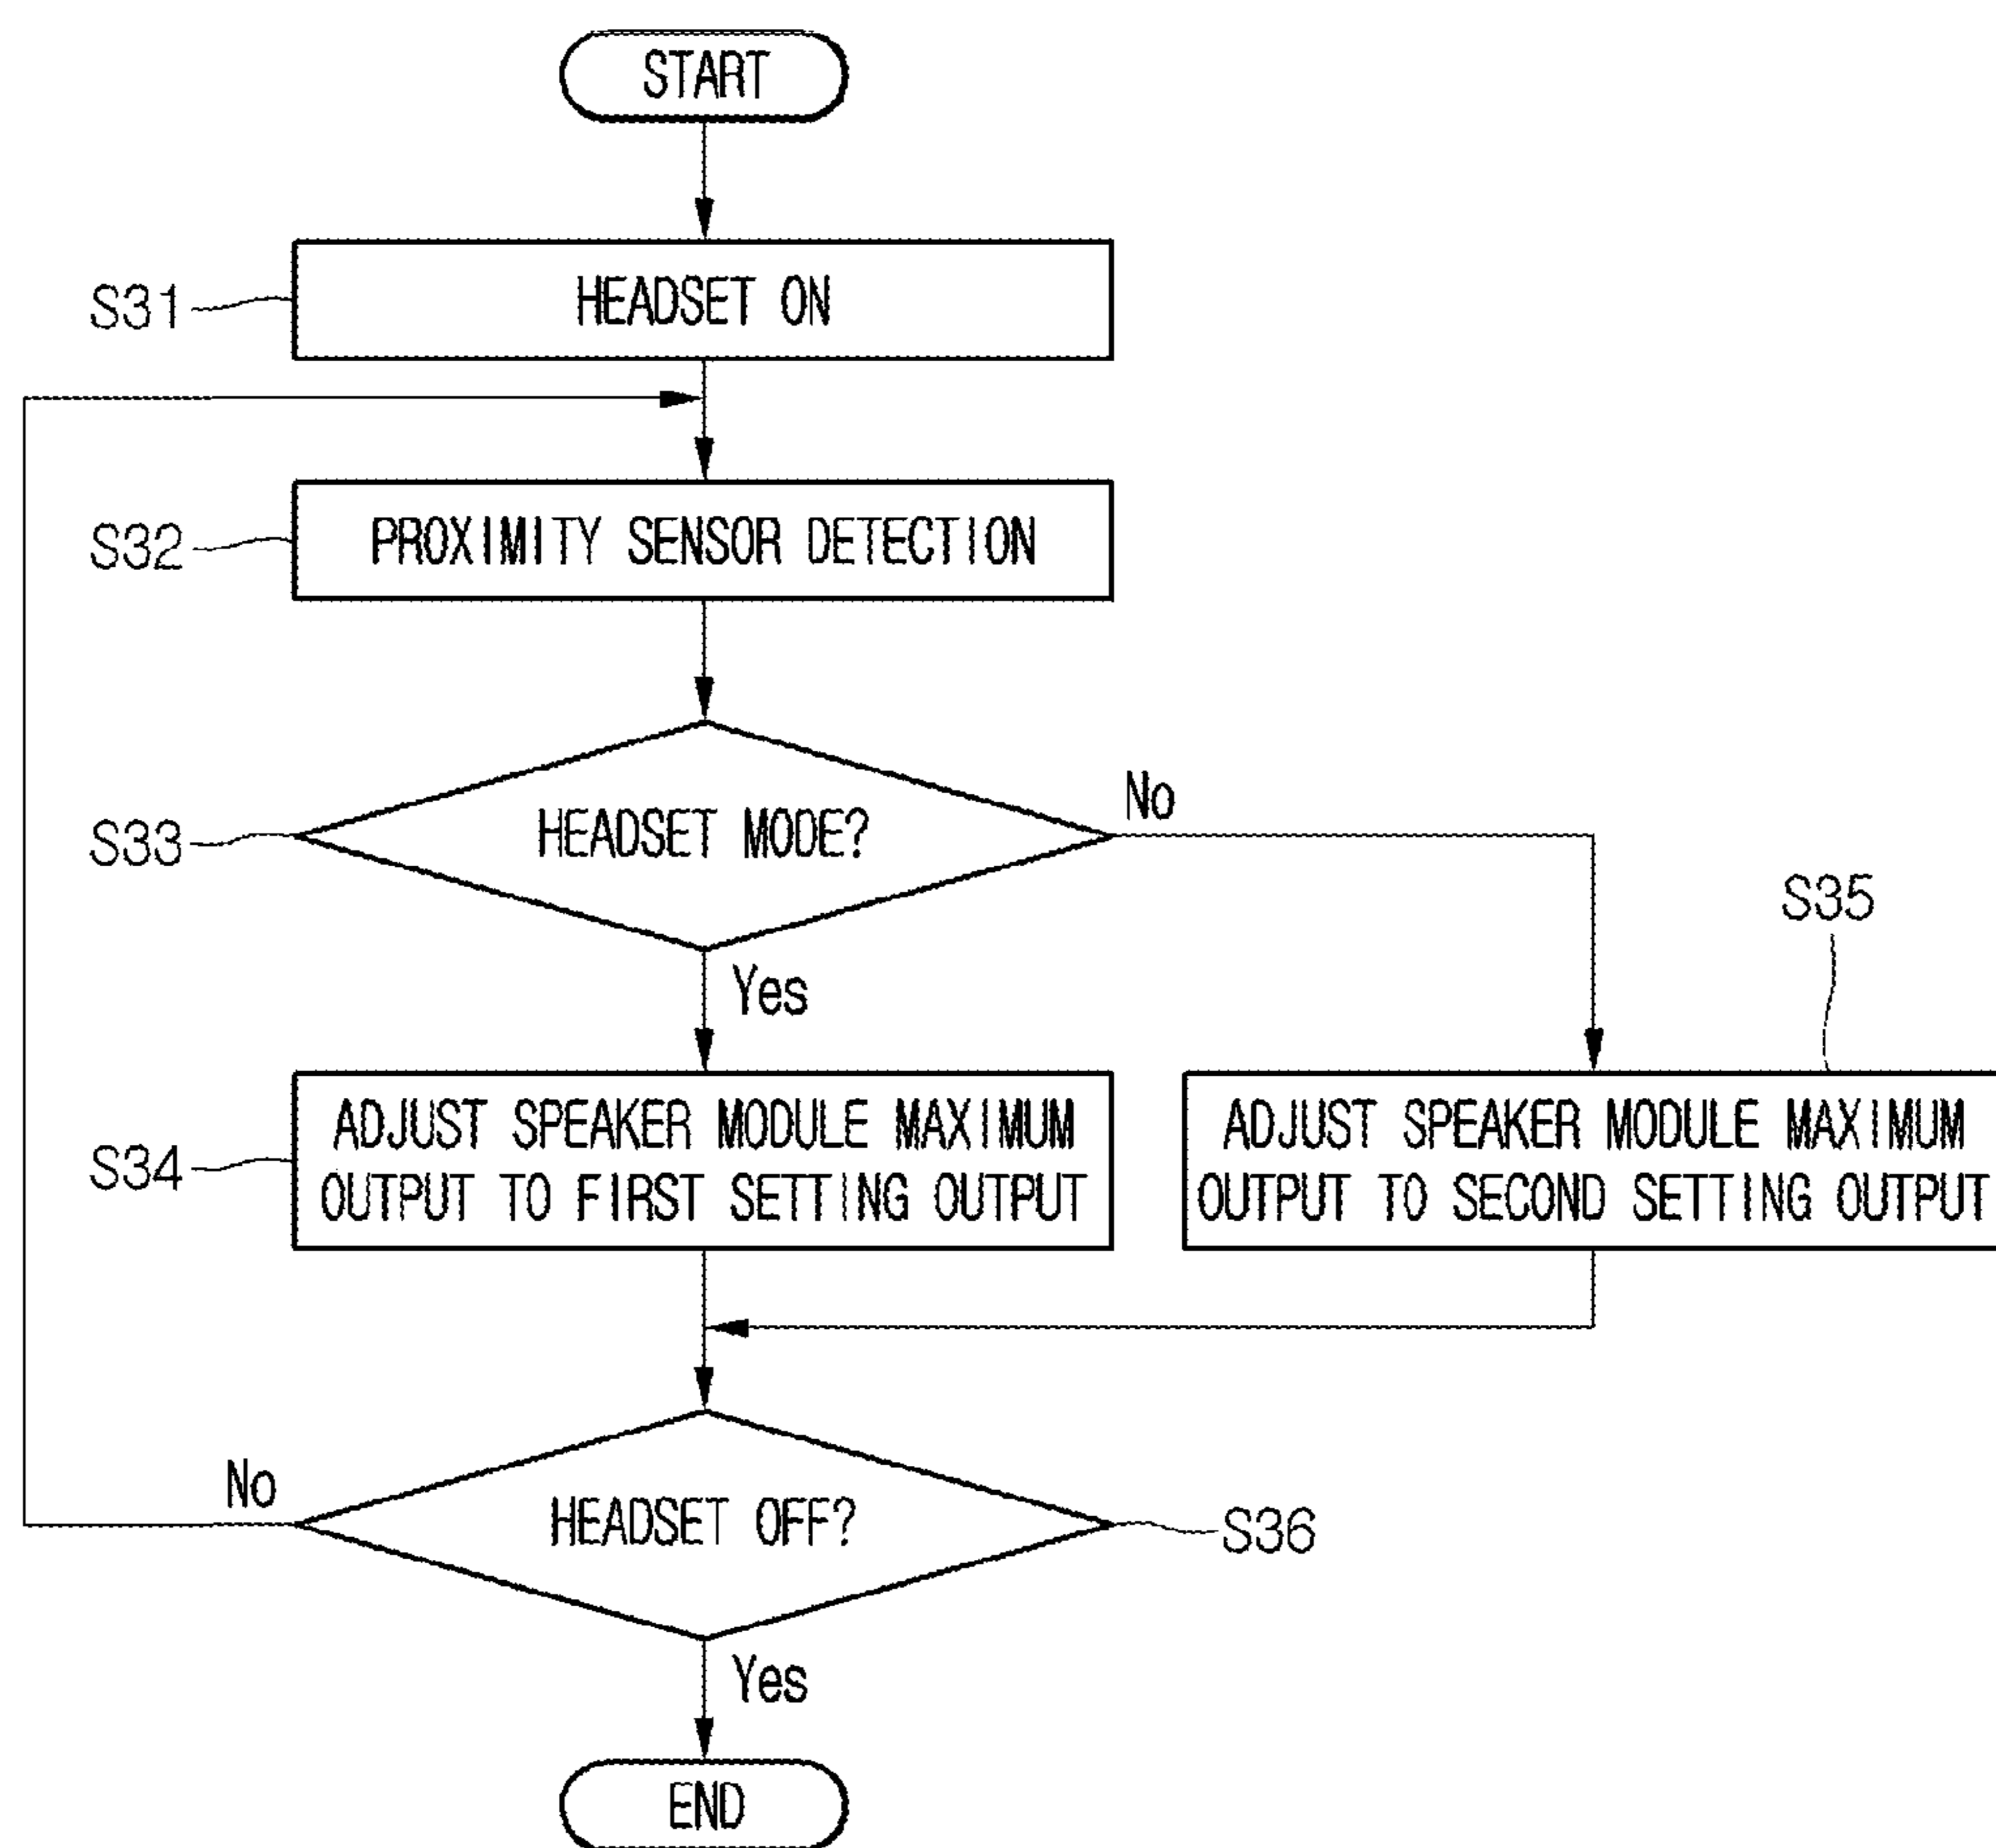 START
S31
HEADSET ON
S32
PROXIMITY SENSOR DETECTION
S33
HEADSET MODE?
No
Yes
S35
S34
ADJUST SPEAKER MODULE MAXIMUM
OUTPUT TO FIRST SETTING OUTPUT
ADJUST SPEAKER MODULE MAXIMUM
OUTPUT TO SECOND SETTING OUTPUT
No
HEADSET OFF?
S36
Yes
END